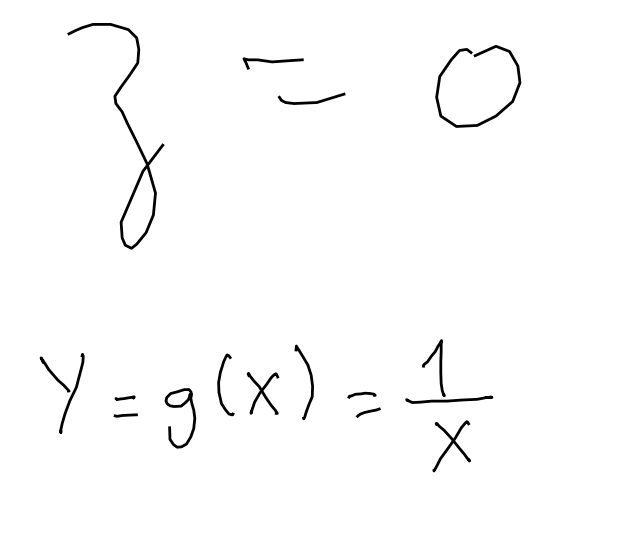 z = 0
Y = g(X) = 1/X